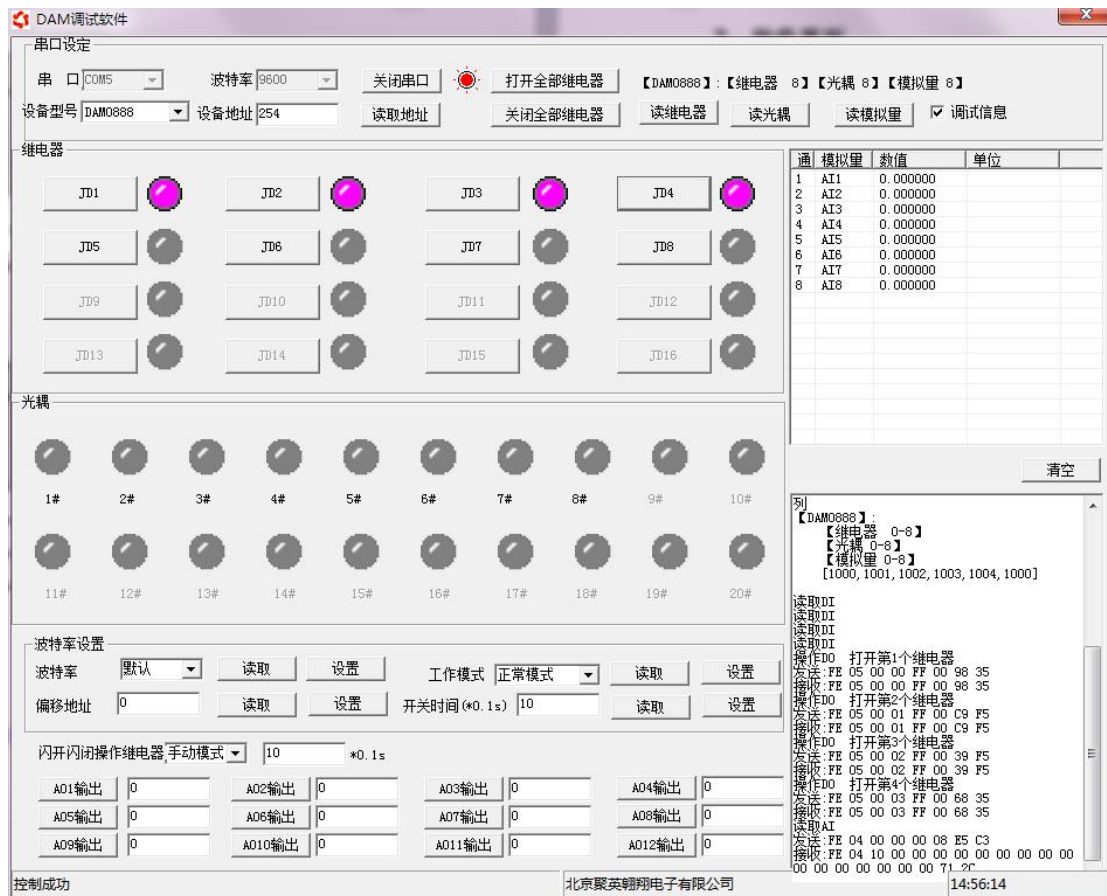 DAM调试软件
串口设定
串 口 COM5 波特率 9600 关闭串口 打开全部继电器 【DAM0888】:【继电器 8】【光耦 8】【模拟量 8】
设备型号 DAM0888 设备地址 254 读取地址 关闭全部继电器 读继电器 读光耦 读模拟量 调试信息
继电器
JD1 JD2 JD3 JD4
JD5 JD6 JD7 JD8
JD9 JD10 JD11 JD12
JD13 JD14 JD15 JD16
通 模拟量 数值 单位
1 AI1 0.000000
2 AI2 0.000000
3 AI3 0.000000
4 AI4 0.000000
5 AI5 0.000000
6 AI6 0.000000
7 AI7 0.000000
8 AI8 0.000000
光耦
1# 2# 3# 4# 5# 6# 7# 8# 9# 10#
11# 12# 13# 14# 15# 16# 17# 18# 19# 20#
清空
列
【DAM0888】:
【继电器 0-8】
【光耦 0-8】
【模拟量 0-8】
[1000,1001,1002,1003,1004,1000]
读取DI
读取DI
读取DI
读取DI
操作DO 打开第1个继电器
发送:FE 05 00 00 FF 00 98 35
接收:FE 05 00 00 FF 00 98 35
操作DO 打开第2个继电器
发送:FE 05 00 01 FF 00 C9 F5
接收:FE 05 00 01 FF 00 C9 F5
操作DO 打开第3个继电器
发送:FE 05 00 02 FF 00 39 F5
接收:FE 05 00 02 FF 00 39 F5
操作DO 打开第4个继电器
发送:FE 05 00 03 FF 00 68 35
接收:FE 05 00 03 FF 00 68 35
读取AI
发送:FE 04 00 00 00 08 E5 C3
接收:FE 04 10 00 00 00 00 00 00 00 00 00
00 00 00 00 00 00 00 71 2C
波特率设置
波特率 默认 读取 设置 工作模式 正常模式 读取 设置
偏移地址 0 读取 设置 开关时间(*0.1s) 10 读取 设置
闪开闪闭操作继电器 手动模式 10 *0.1s
AO1输出 0 AO2输出 0 AO3输出 0 AO4输出 0
AO5输出 0 AO6输出 0 AO7输出 0 AO8输出 0
AO9输出 0 AO10输出 0 AO11输出 0 AO12输出 0
控制成功 北京聚英翱翔电子有限公司 14:56:14